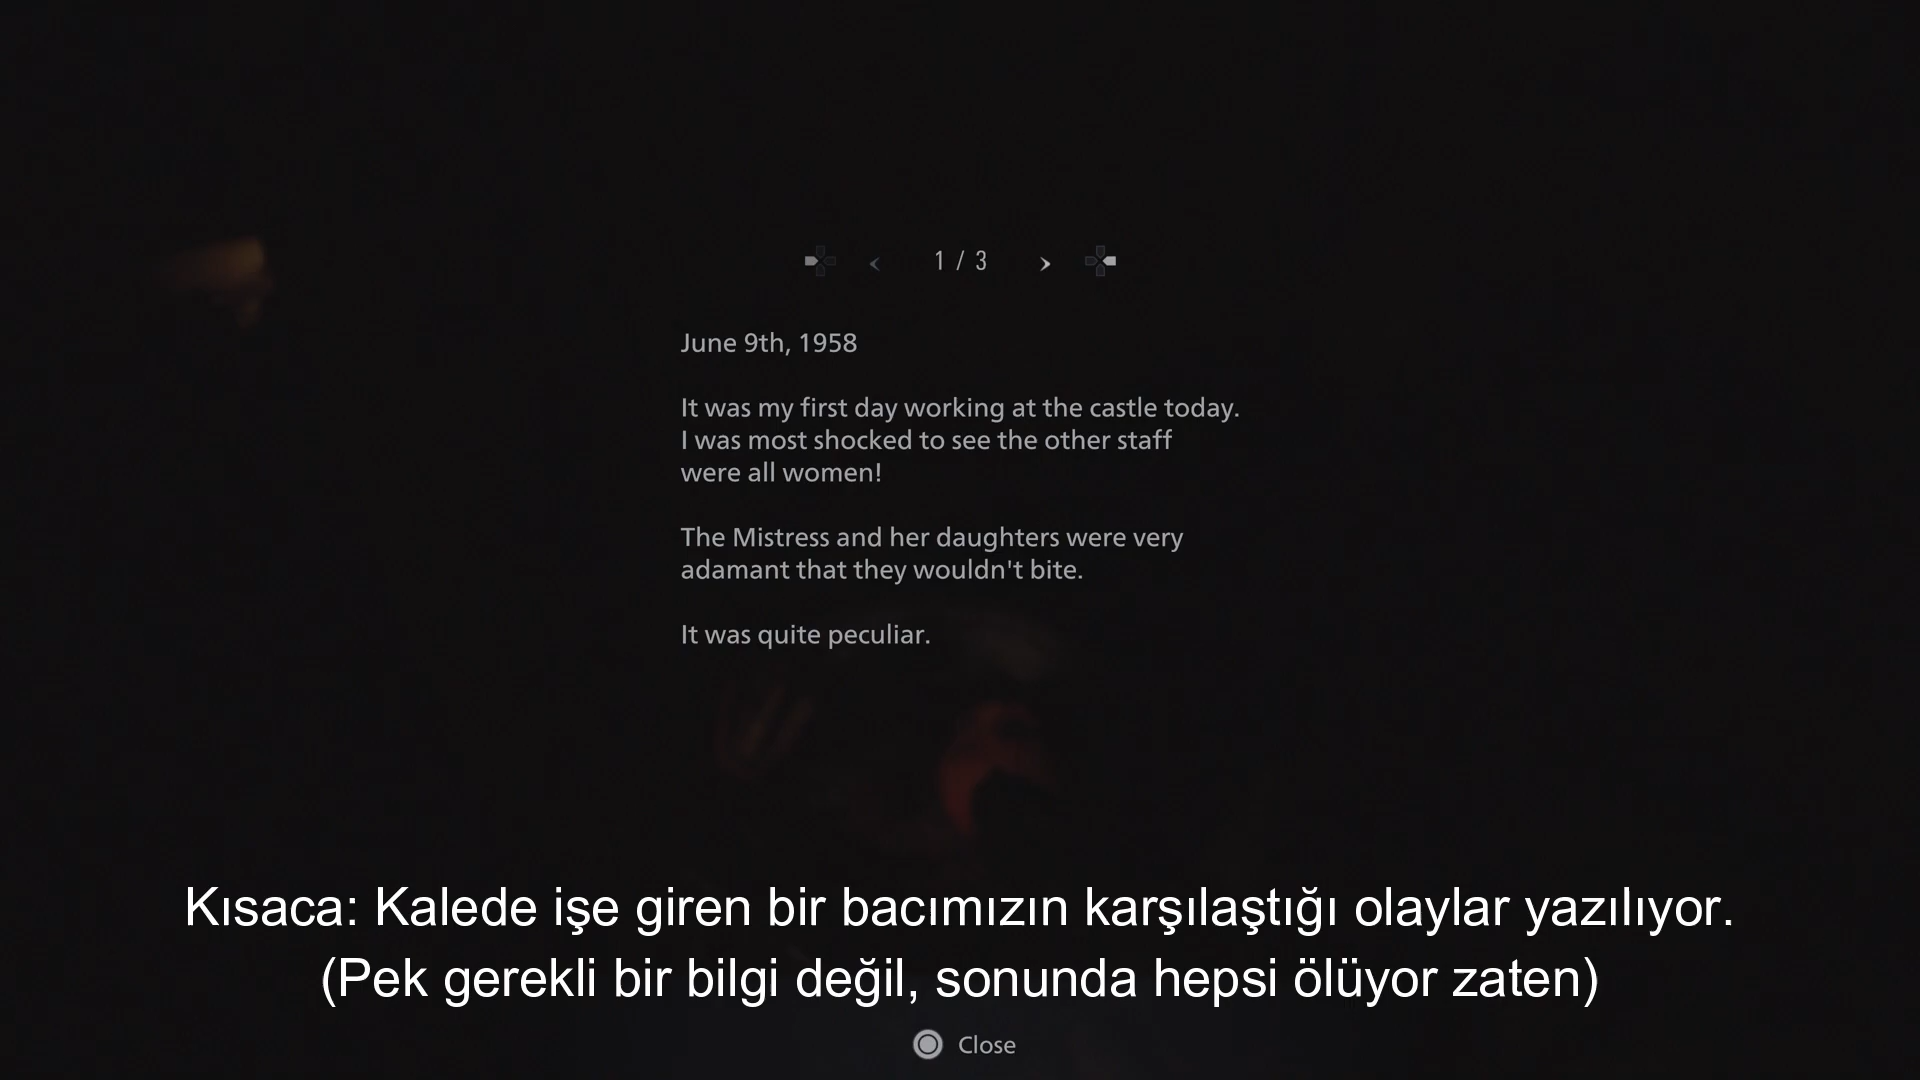 1 / 3
June 9th, 1958
It was my first day working at the castle today.
I was most shocked to see the other staff
were all women!
The Mistress and her daughters were very
adamant that they wouldn't bite.
It was quite peculiar.
Kısaca: Kalede işe giren bir bacımızın karşılaştığı olaylar yazılıyor.
(Pek gerekli bir bilgi değil, sonunda hepsi ölüyor zaten)
Close